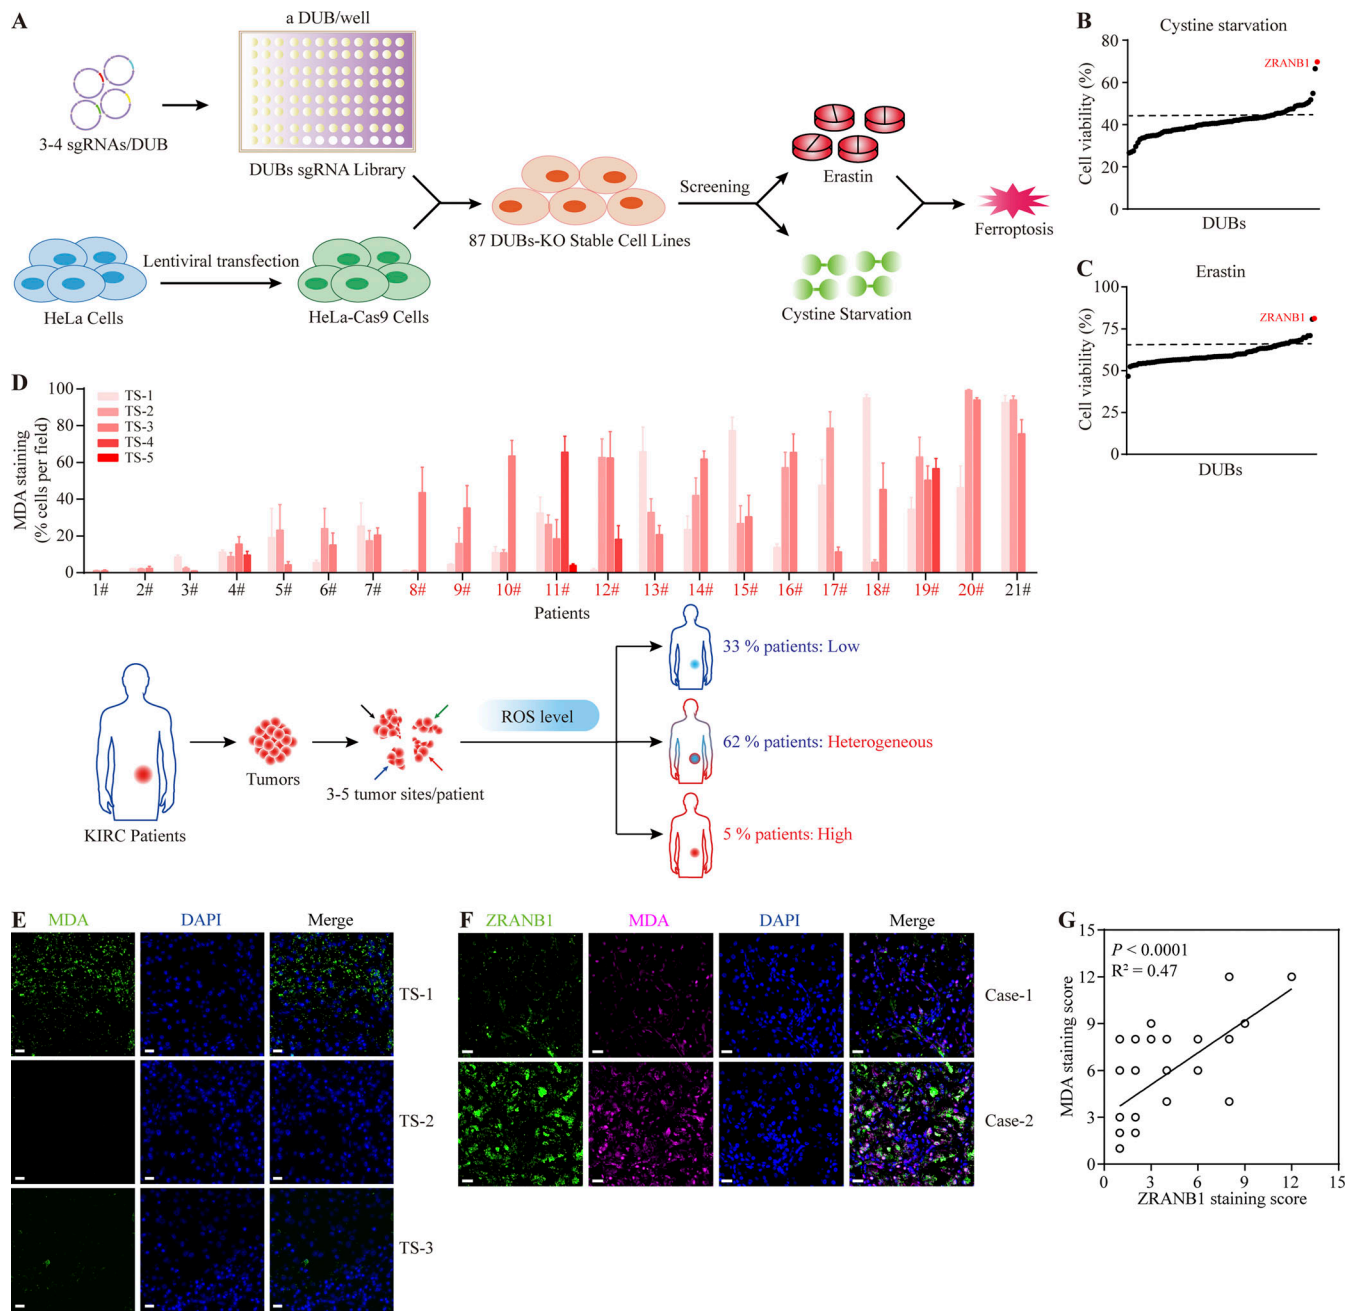 A
a DUB/well
3-4 sgRNAs/DUB
DUBs sgRNA Library
Lentiviral transfection
HeLa Cells
HeLa-Cas9 Cells
87 DUBs-KO Stable Cell Lines
Screening
Erastin
Cystine Starvation
Ferroptosis
B
Cystine starvation
Cell viability (%)
80
60
40
20
0
ZRANB1
DUBs
C
Erastin
Cell viability (%)
100
75
50
25
0
ZRANB1
DUBs
D
MDA staining
(% cells per field)
100
80
60
40
20
0
TS-1
TS-2
TS-3
TS-4
TS-5
1# 2# 3# 4# 5# 6# 7# 8# 9# 10# 11# 12# 13# 14# 15# 16# 17# 18# 19# 20# 21#
Patients
KIRC Patients
Tumors
3-5 tumor sites/patient
ROS level
33 % patients: Low
62 % patients: Heterogeneous
5 % patients: High
E
MDA DAPI Merge
TS-1
TS-2
TS-3
F
ZRANB1 MDA DAPI Merge
Case-1
Case-2
G
MDA staining score
15
12
9
6
3
0
P < 0.0001
R² = 0.47
0 3 6 9 12 15
ZRANB1 staining score